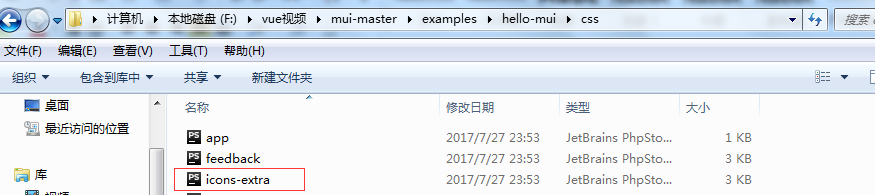 计算机 ▸ 本地磁盘 (F:) ▸ vue视频 ▸ mui-master ▸ examples ▸ hello-mui ▸ css
搜索
文件(F) 编辑(E) 查看(V) 工具(T) 帮助(H)
组织 包含到库中 共享 新建文件夹
桌面
最近访问的位置
库
名称 修改日期 类型 大小
PS app 2017/7/27 23:53 JetBrains PhpSto... 1 KB
PS feedback 2017/7/27 23:53 JetBrains PhpSto... 3 KB
PS icons-extra 2017/7/27 23:53 JetBrains PhpSto... 3 KB